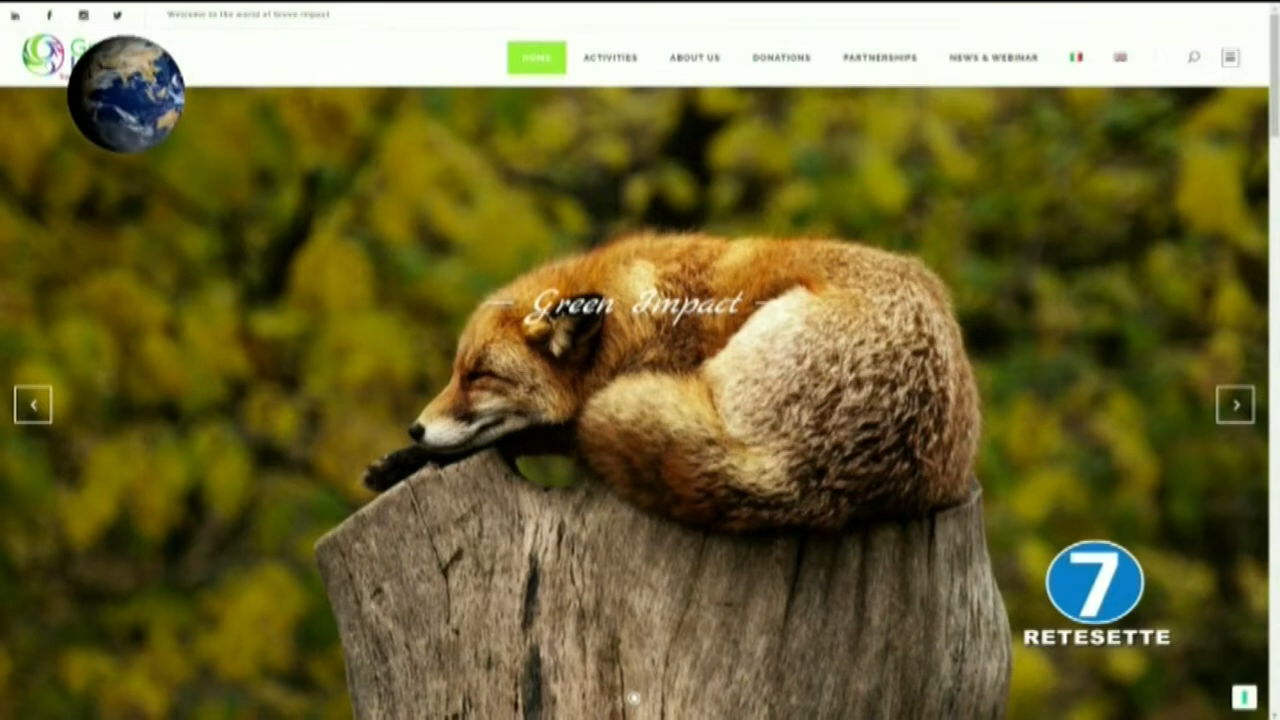 Welcome to the world of Green Impact
HOME ACTIVITIES ABOUT US DONATIONS PARTNERSHIPS NEWS & WEBINAR
Green Impact
7
RETESETTE